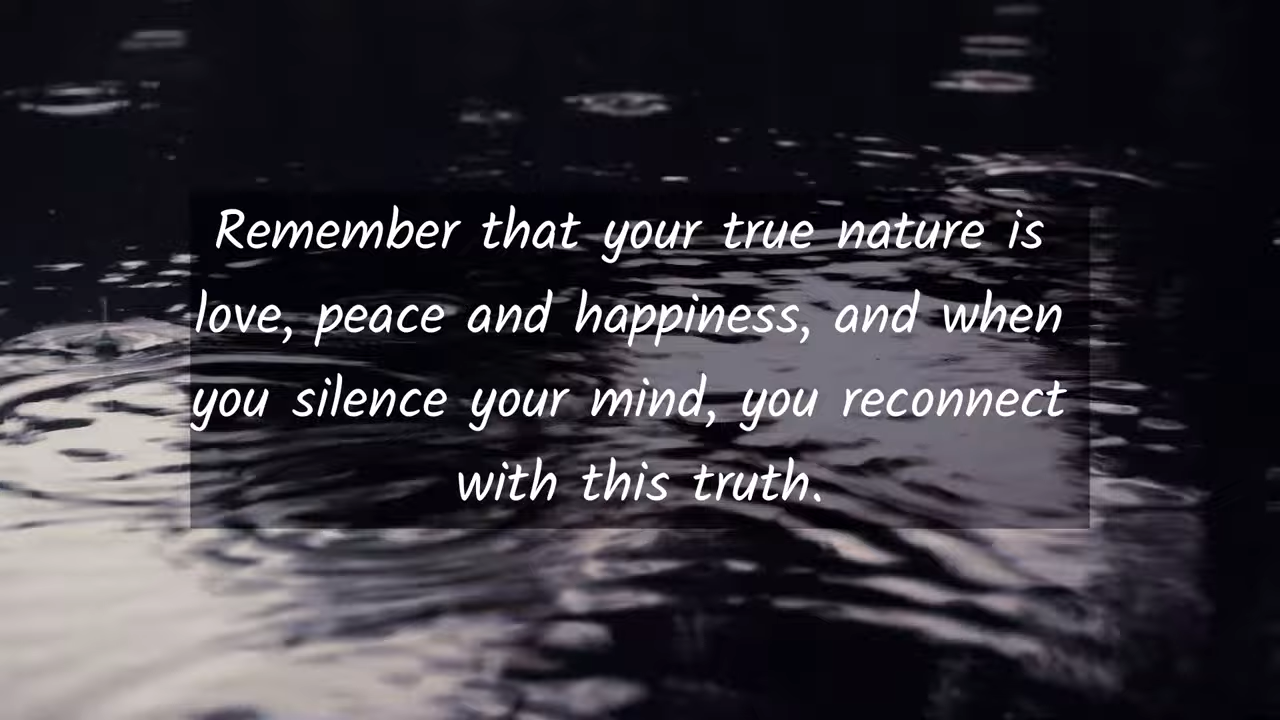 Remember that your true nature is
love, peace and happiness, and when
you silence your mind, you reconnect
with this truth.